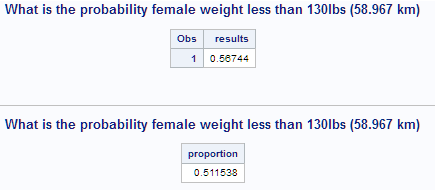 What is the probability female weight less than 130lbs (58.967 km)
Obs results
1 0.56744
What is the probability female weight less than 130lbs (58.967 km)
proportion
0.511538